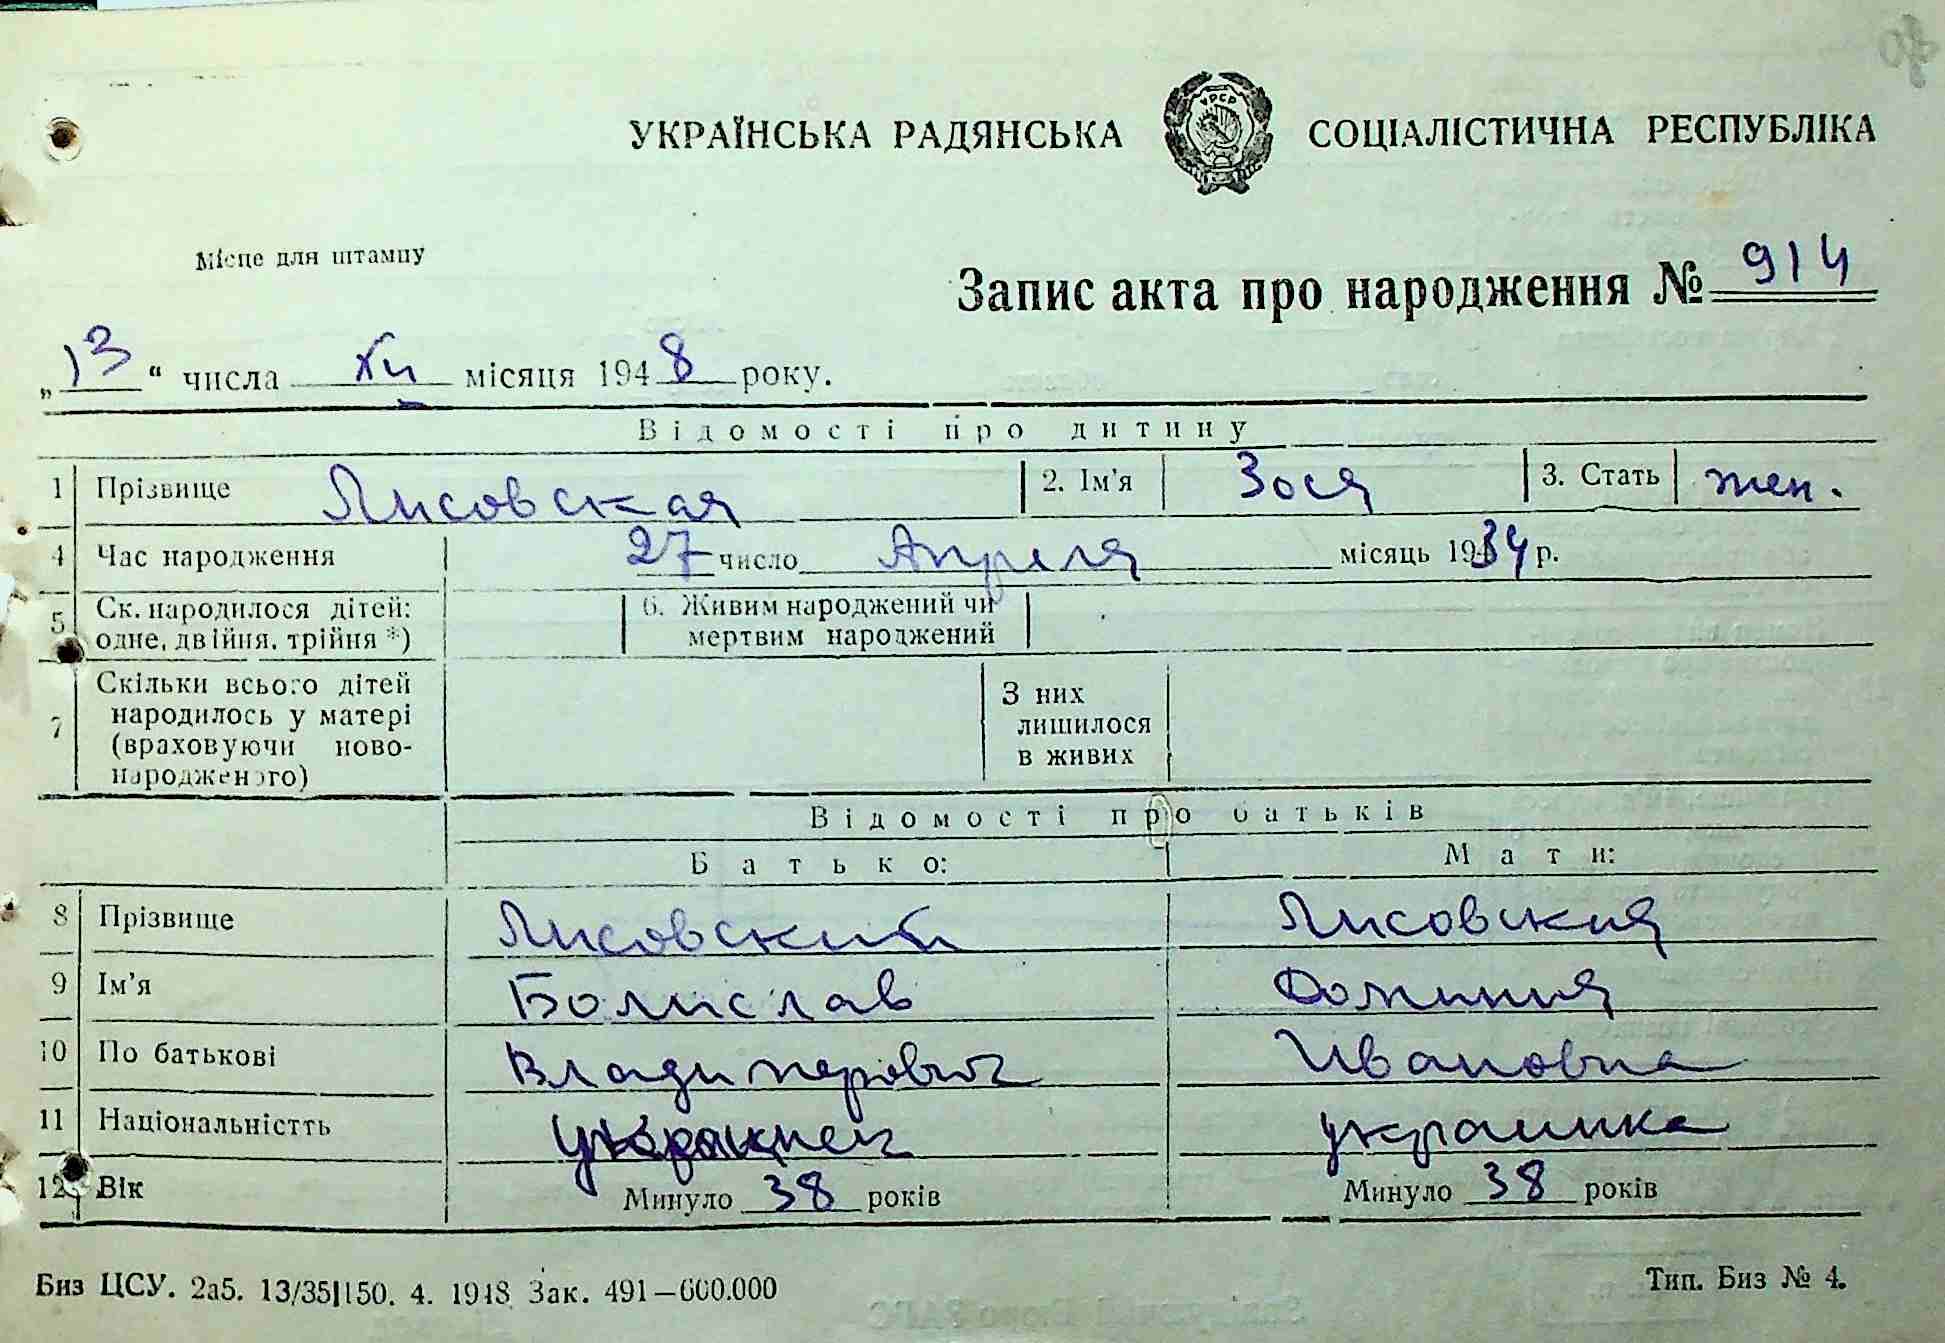 УКРАЇНСЬКА РАДЯНСЬКА УРСР СОЦІАЛІСТИЧНА РЕСПУБЛІКА
Місце для штампу
Запис акта про народження № 914
„13“ числа XII місяця 1948 року.
Відомості про дитину
1 Прізвище Лисовская 2. Ім'я Зося 3. Стать жен.
4 Час народження 27 число Апреля місяць 1934 р.
5 Ск. народилося дітей: одне, двійня, трійня *) 6. Живим народжений чи мертвим народжений
7 Скільки всього дітей народилось у матері (враховуючи ново-народженого) З них лишилося в живих
Відомості про батьків
Батько: Мати:
8 Прізвище Лисовский Лисовская
9 Ім'я Болислав Доминия
10 По батькові Владимирович Ивановна
11 Національністть украинец украинка
12 Вік Минуло 38 років Минуло 38 років
Биз ЦСУ. 2а5. 13/35|150. 4. 1948 Зак. 491—600.000 Тип. Биз № 4.